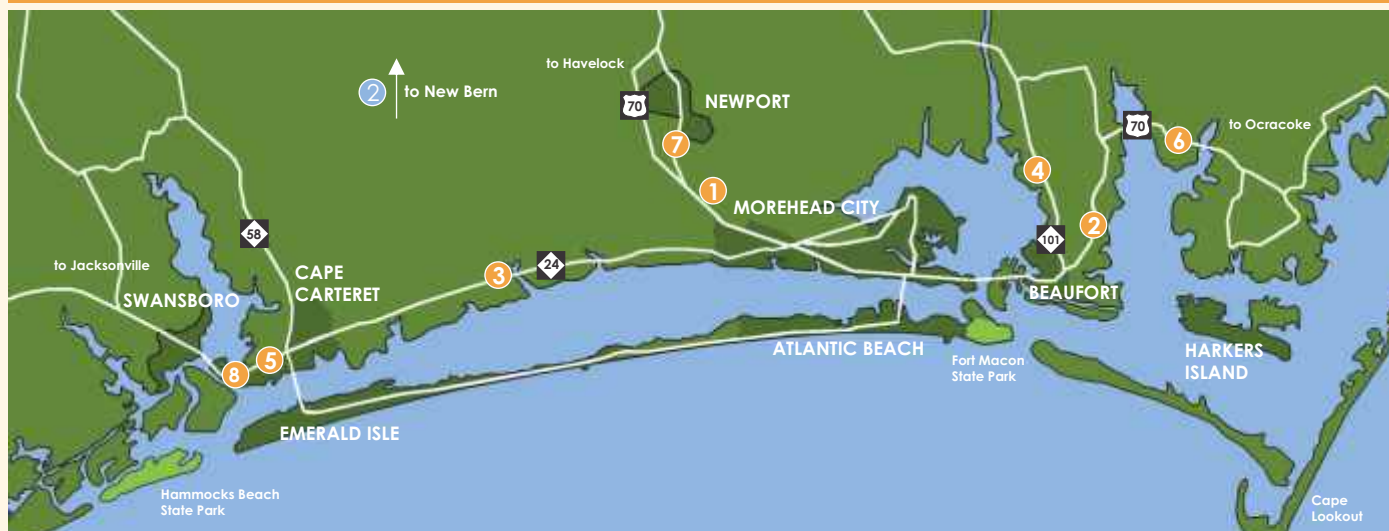 to Havelock
2
to New Bern
70
NEWPORT
70
to Ocracoke
6
7
4
1
MOREHEAD CITY
2
58
101
to Jacksonville
CAPE
CARTERET
3
24
SWANSBORO
BEAUFORT
ATLANTIC BEACH
Fort Macon
State Park
HARKERS
ISLAND
5
8
EMERALD ISLE
Hammocks Beach
State Park
Cape
Lookout